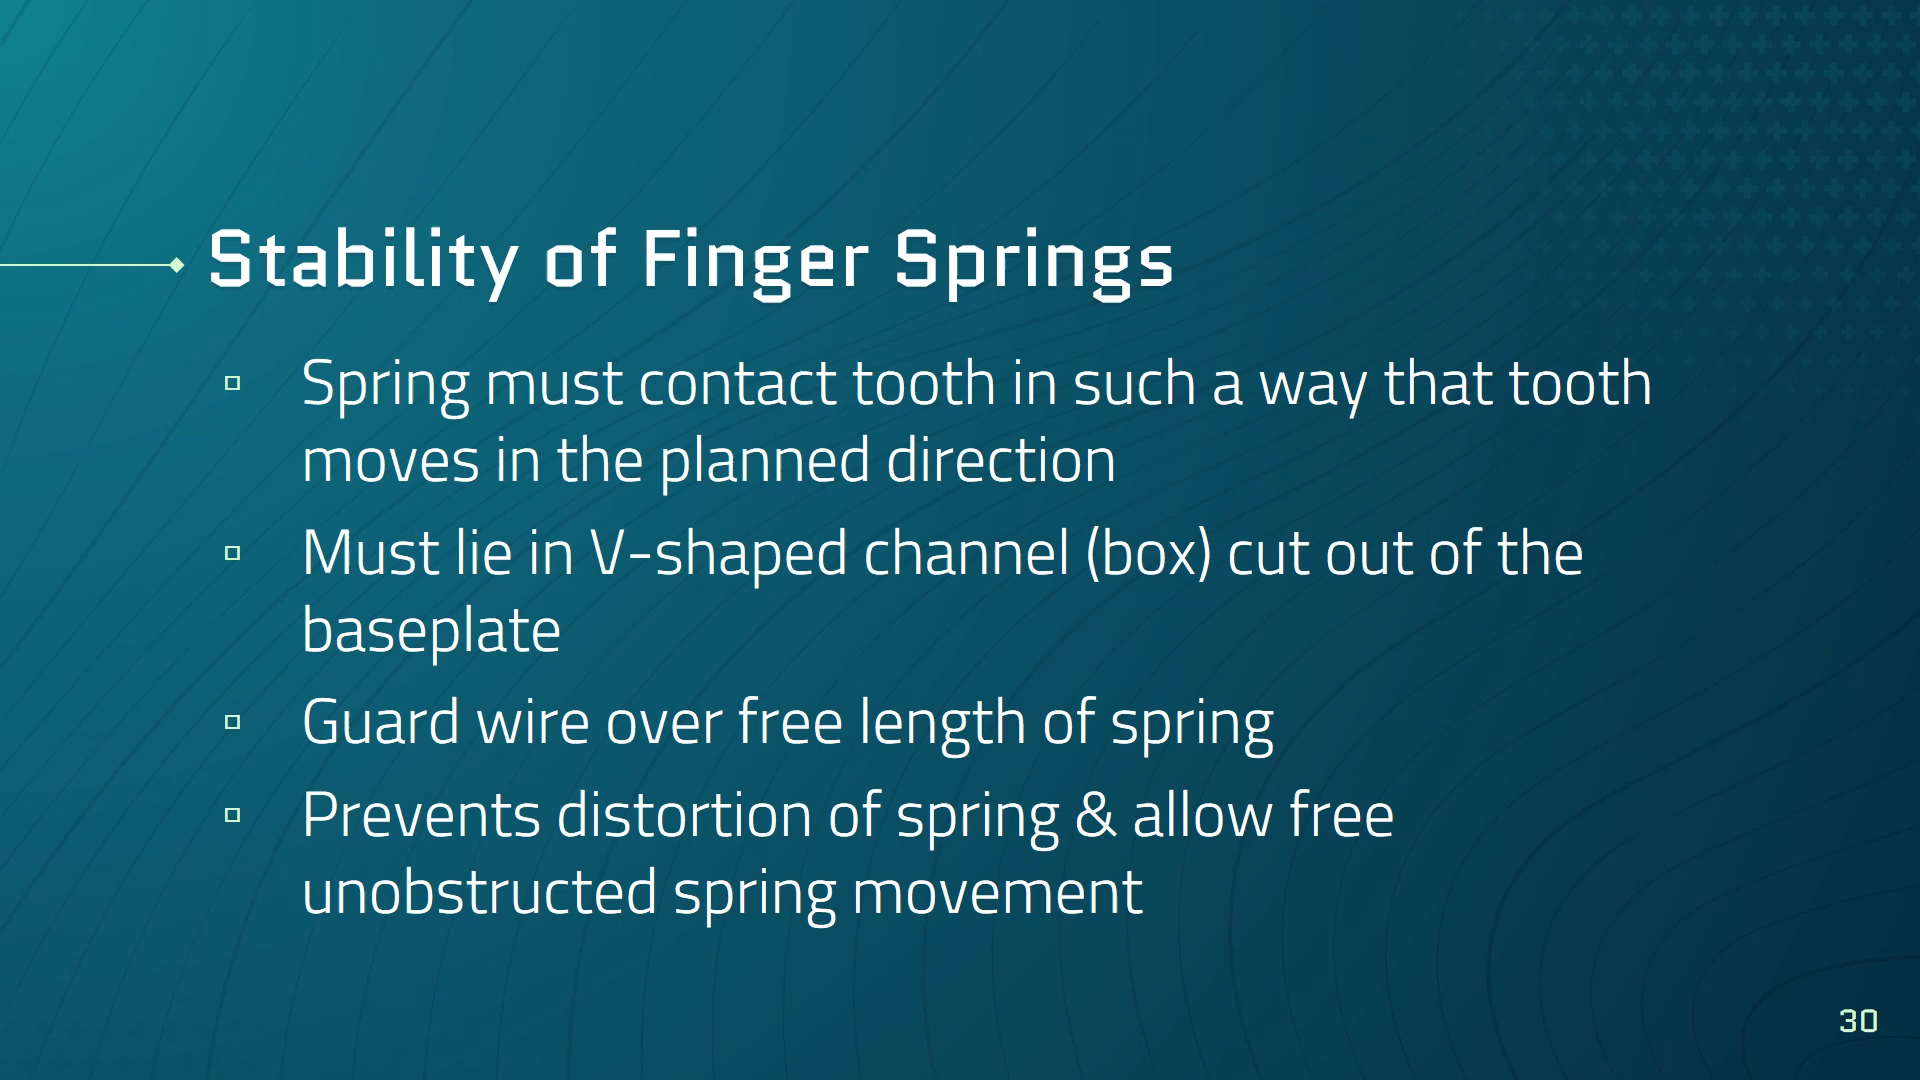 Stability of Finger Springs
Spring must contact tooth in such a way that tooth
moves in the planned direction
Must lie in V-shaped channel (box) cut out of the
baseplate
Guard wire over free length of spring
Prevents distortion of spring & allow free
unobstructed spring movement
30